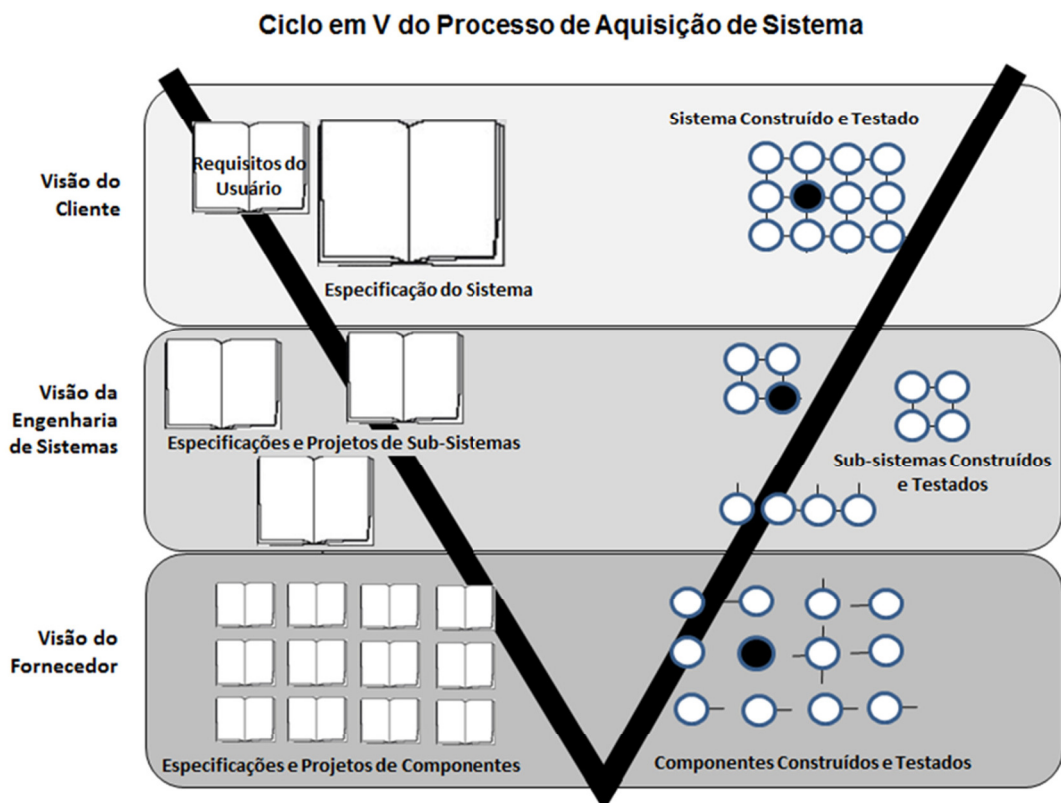 Ciclo em V do Processo de Aquisição de Sistema
Visão do
Cliente
Requisitos do
Usuário
Especificação do Sistema
Sistema Construído e Testado
Visão da
Engenharia
de Sistemas
Especificações e Projetos de Sub-Sistemas
Sub-sistemas Construídos
e Testados
Visão do
Fornecedor
Especificações e Projetos de Componentes
Componentes Construídos e Testados